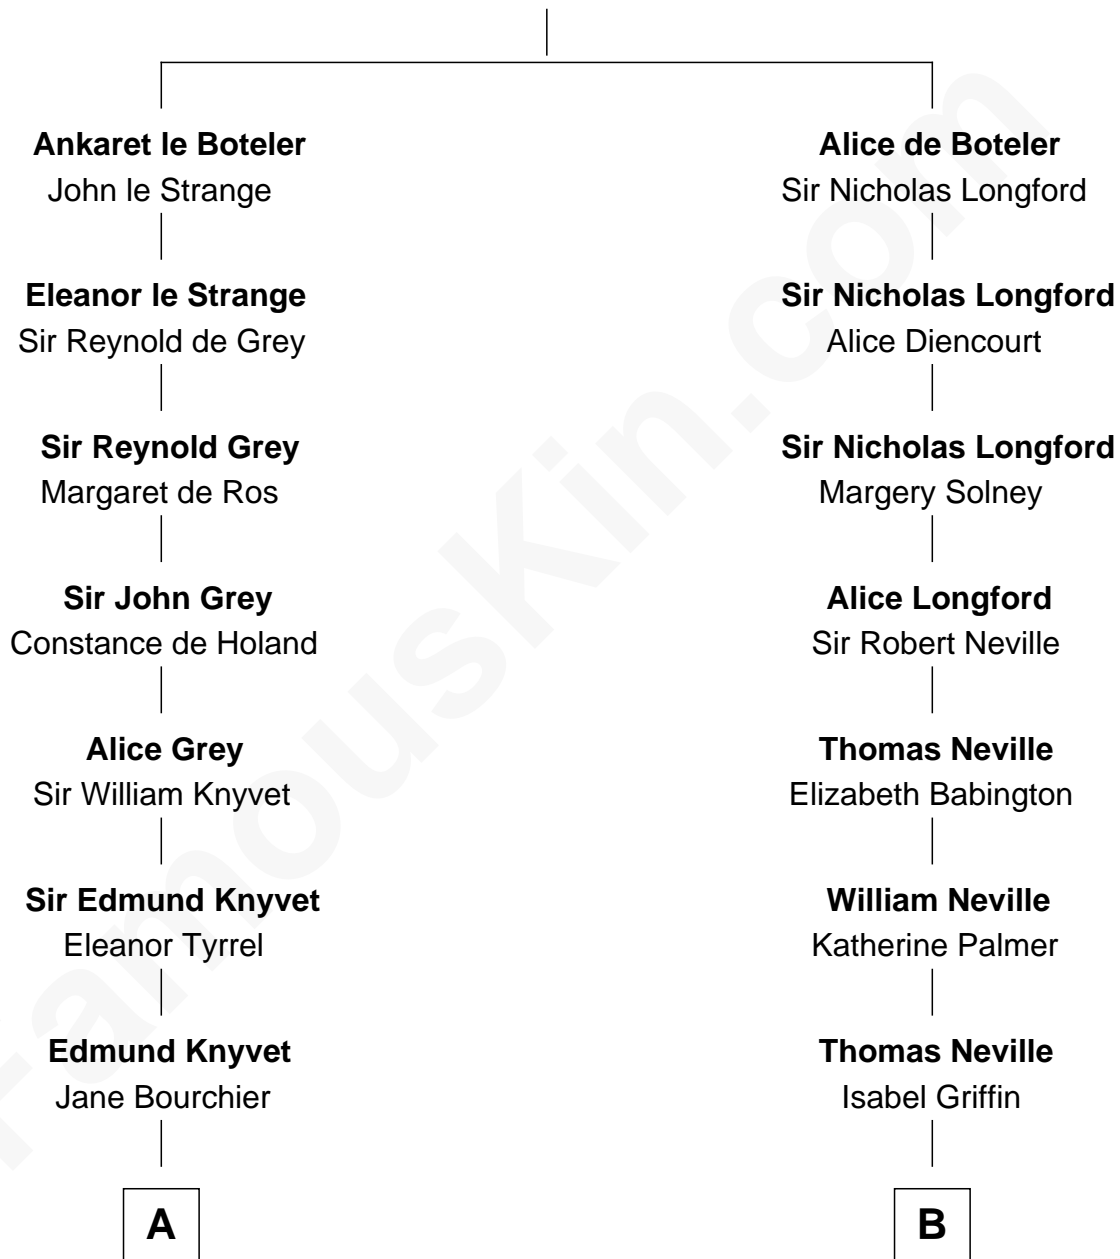 Ankaret le Boteler
John le Strange
Eleanor le Strange
Sir Reynold de Grey
Sir Reynold Grey
Margaret de Ros
Sir John Grey
Constance de Holand
Alice Grey
Sir William Knyvet
Sir Edmund Knyvet
Eleanor Tyrrel
Edmund Knyvet
Jane Bourchier
A
Alice de Boteler
Sir Nicholas Longford
Sir Nicholas Longford
Alice Diencourt
Sir Nicholas Longford
Margery Solney
Alice Longford
Sir Robert Neville
Thomas Neville
Elizabeth Babington
William Neville
Katherine Palmer
Thomas Neville
Isabel Griffin
B
FamousKin.com